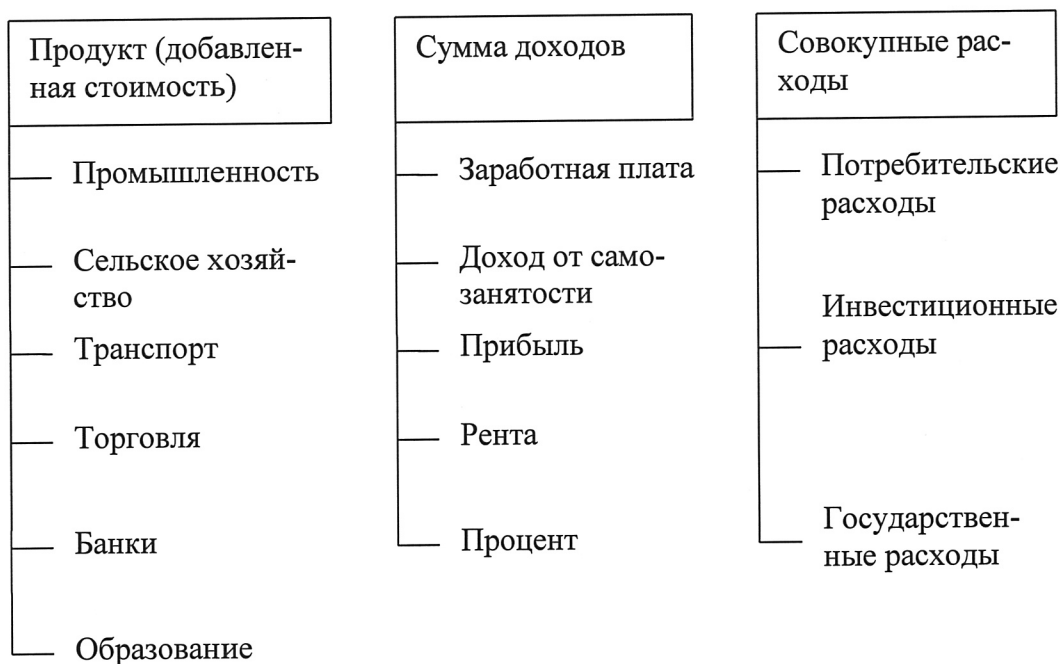 Продукт (добавлен-
ная стоимость)
Промышленность
Сельское хозяй-
ство
Транспорт
Торговля
Банки
Образование
Сумма доходов
Заработная плата
Доход от само-
занятости
Прибыль
Рента
Процент
Совокупные рас-
ходы
Потребительские
расходы
Инвестиционные
расходы
Государствен-
ные расходы